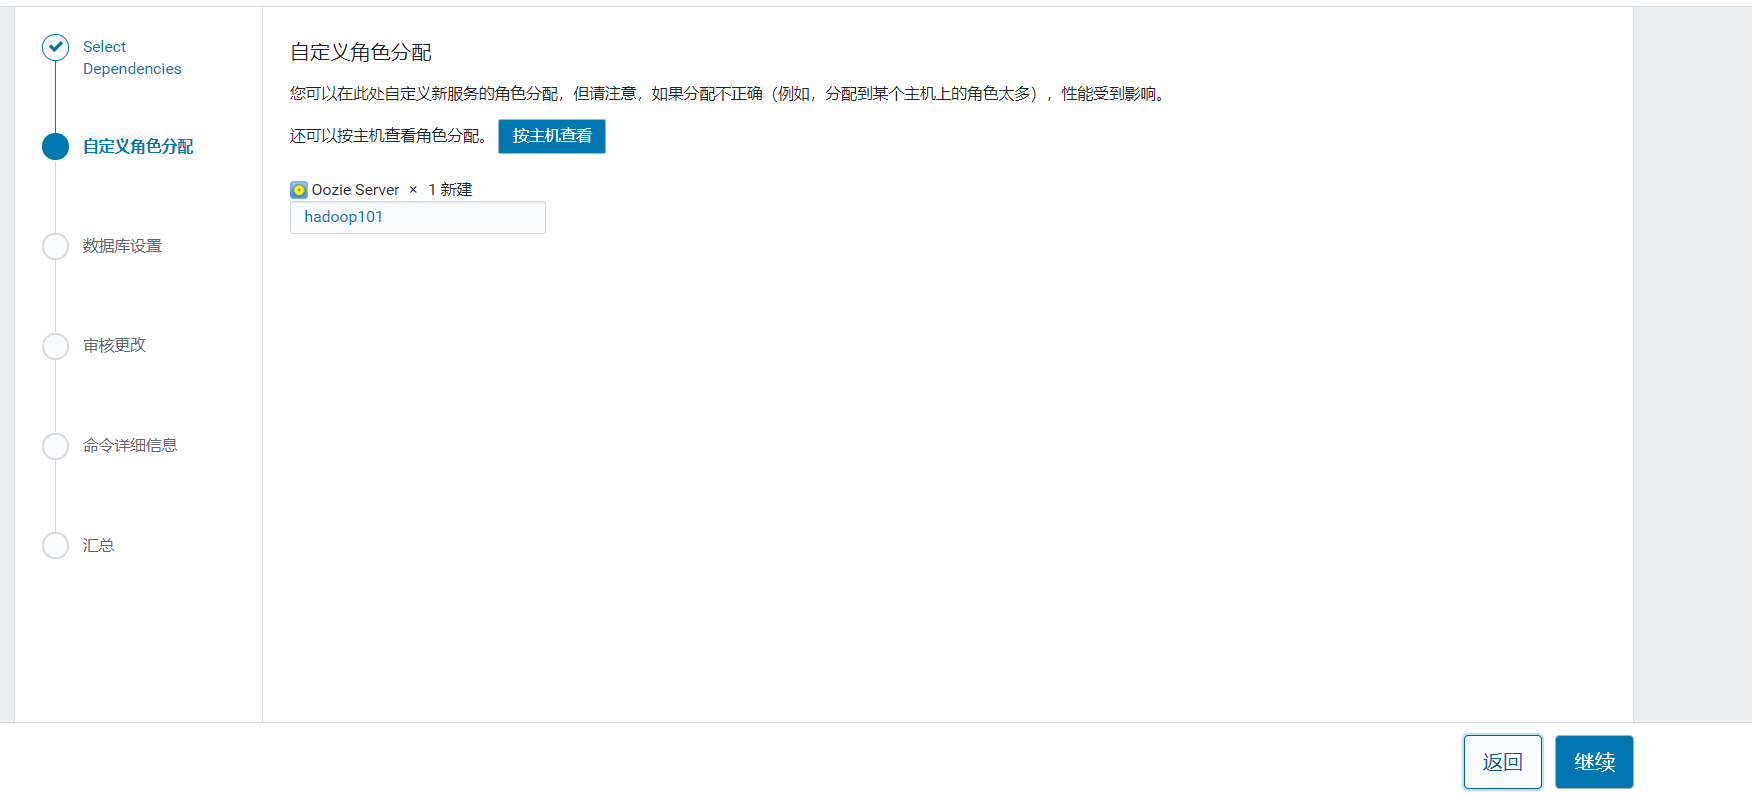 Select
Dependencies
自定义角色分配
数据库设置
审核更改
命令详细信息
汇总
自定义角色分配
您可以在此处自定义新服务的角色分配，但请注意，如果分配不正确（例如，分配到某个主机上的角色太多），性能受到影响。
还可以按主机查看角色分配。 按主机查看
Oozie Server × 1 新建
hadoop101
返回 继续